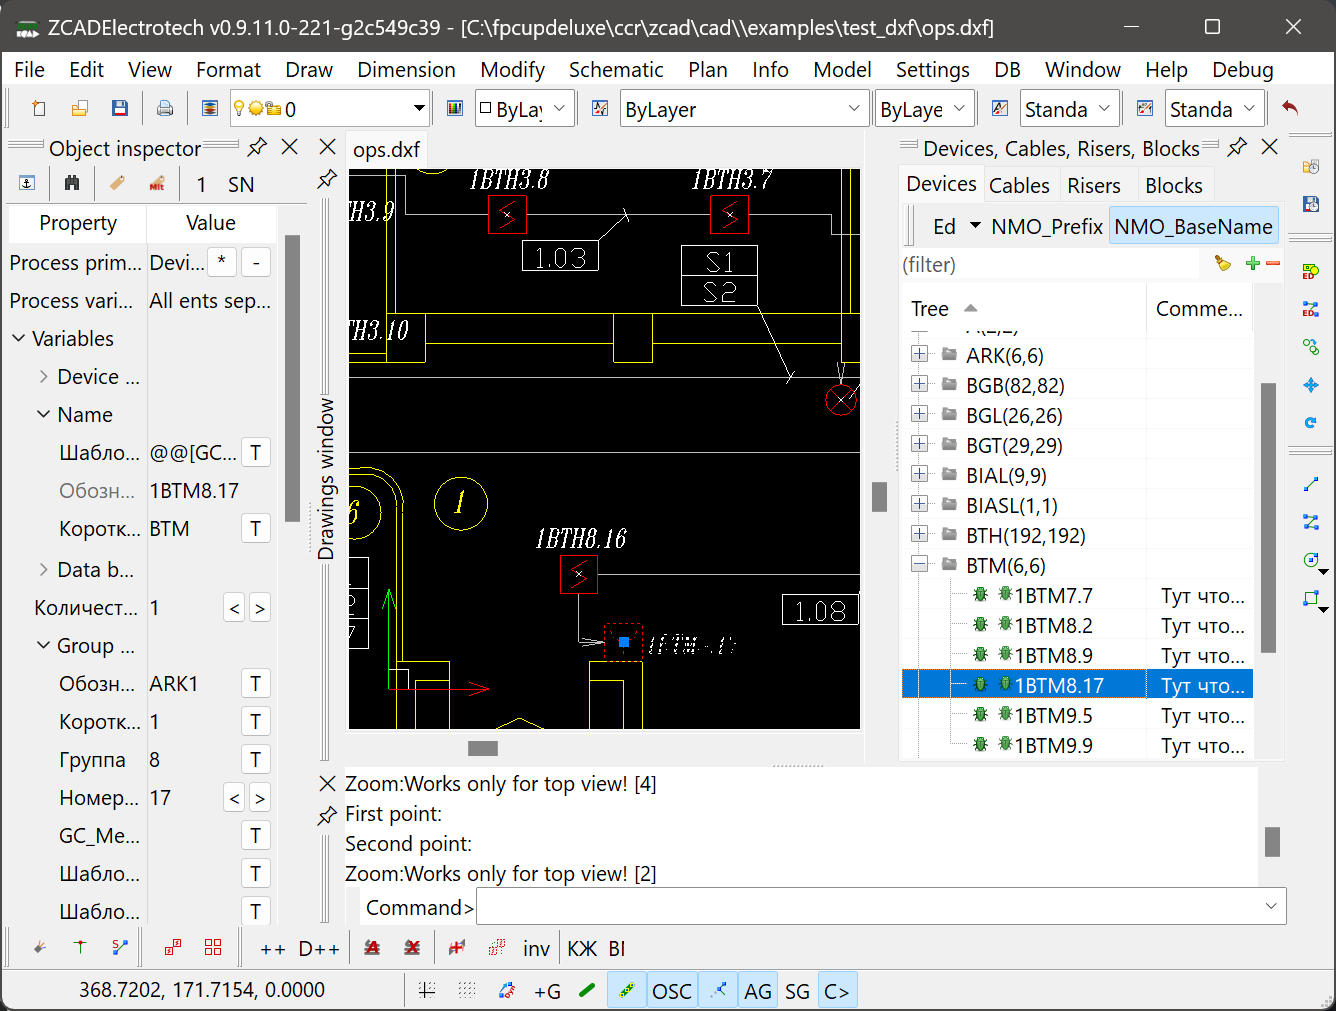 ZCADElectrotech v0.9.11.0-221-g2c549c39 - [C:\fpcupdeluxe\ccr\zcad\cad\\examples\test_dxf\ops.dxf]
File Edit View Format Draw Dimension Modify Schematic Plan Info Model Settings DB Window Help Debug
0 ByLay ByLayer ByLaye Standa Standa
Object inspector
1 SN
Property Value
Process prim... Devi... * -
Process vari... All ents sep...
Variables
Device ...
Name
Шабло... @@[GC... T
Обозн... 1BTM8.17
Коротк... BTM T
Data b...
Количест... 1 < >
Group ...
Обозн... ARK1 T
Коротк... 1 T
Группа 8 T
Номер... 17 < >
GC_Me... T
Шабло... T
Шабло... T
Drawings window
ops.dxf
1BTH3.8 1BTH3.7
TH3.9
1.03
S1
S2
TH3.10
6 1
1BTH8.16
2
7
1.08
Devices, Cables, Risers, Blocks
Devices Cables Risers Blocks
Ed NMO_Prefix NMO_BaseName
(filter)
Tree Comme...
ARK(6,6)
BGB(82,82)
BGL(26,26)
BGT(29,29)
BIAL(9,9)
BIASL(1,1)
BTH(192,192)
BTM(6,6)
1BTM7.7 Тут что...
1BTM8.2 Тут что...
1BTM8.9 Тут что...
1BTM8.17 Тут что...
1BTM9.5 Тут что...
1BTM9.9 Тут что...
ED
ED
Zoom:Works only for top view! [4]
First point:
Second point:
Zoom:Works only for top view! [2]
Command>
++ D++ inv КЖ BI
368.7202, 171.7154, 0.0000 +G OSC AG SG C>